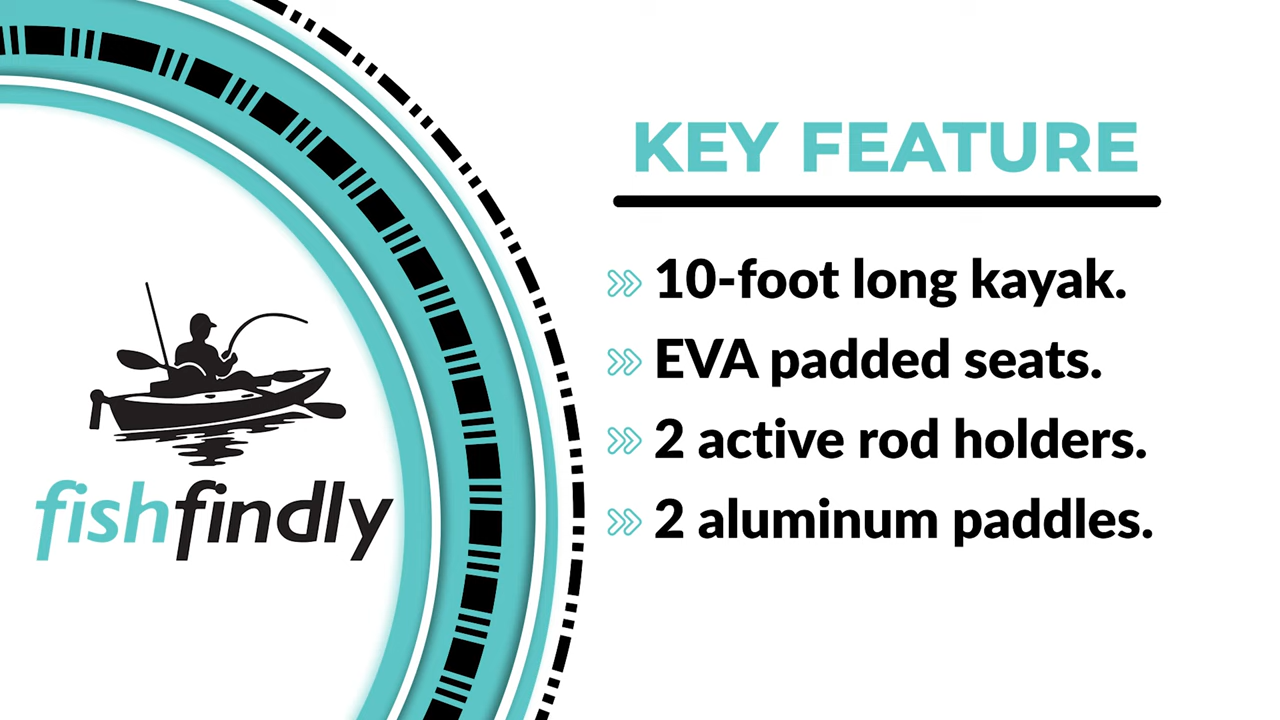 KEY FEATURE
10-foot long kayak.
EVA padded seats.
2 active rod holders.
2 aluminum paddles.
fishfindly